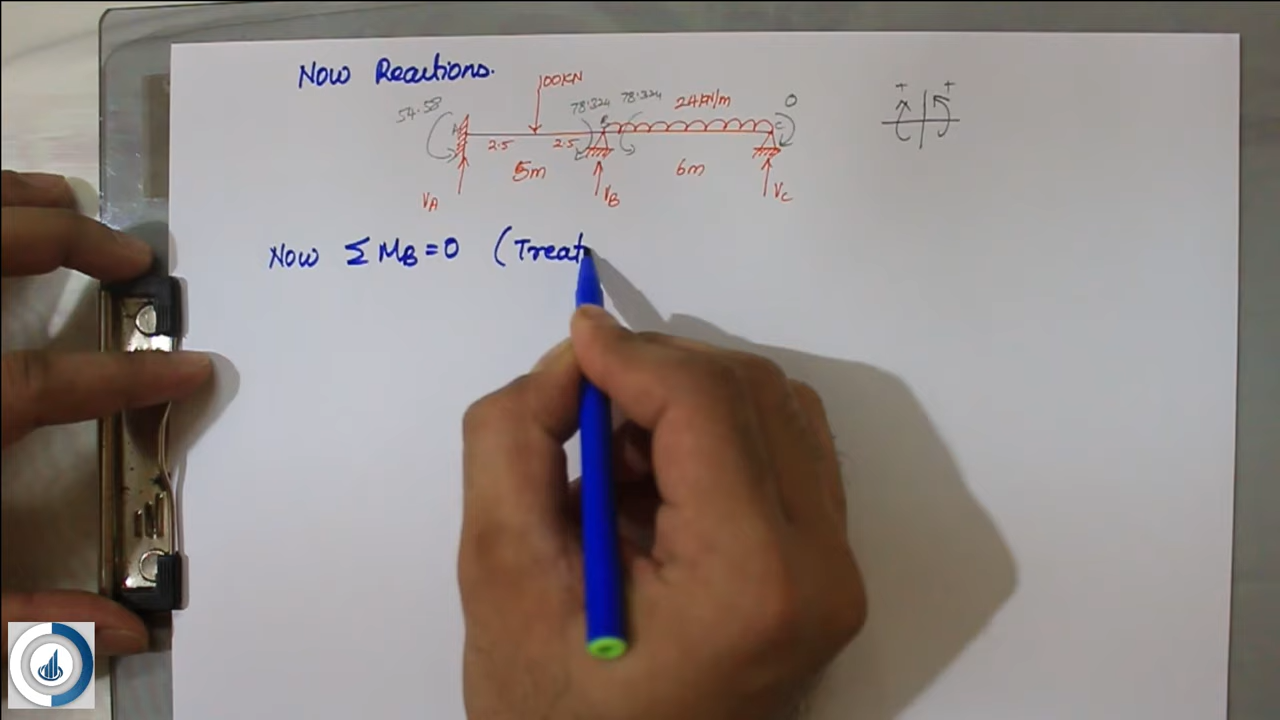 Now Reactions.
100KN
54.58 78.324 78.324 24kN/m 0
A B C
2.5 2.5
5m 6m
VA VB VC
+ +
Now Σ MB = 0 (Treat